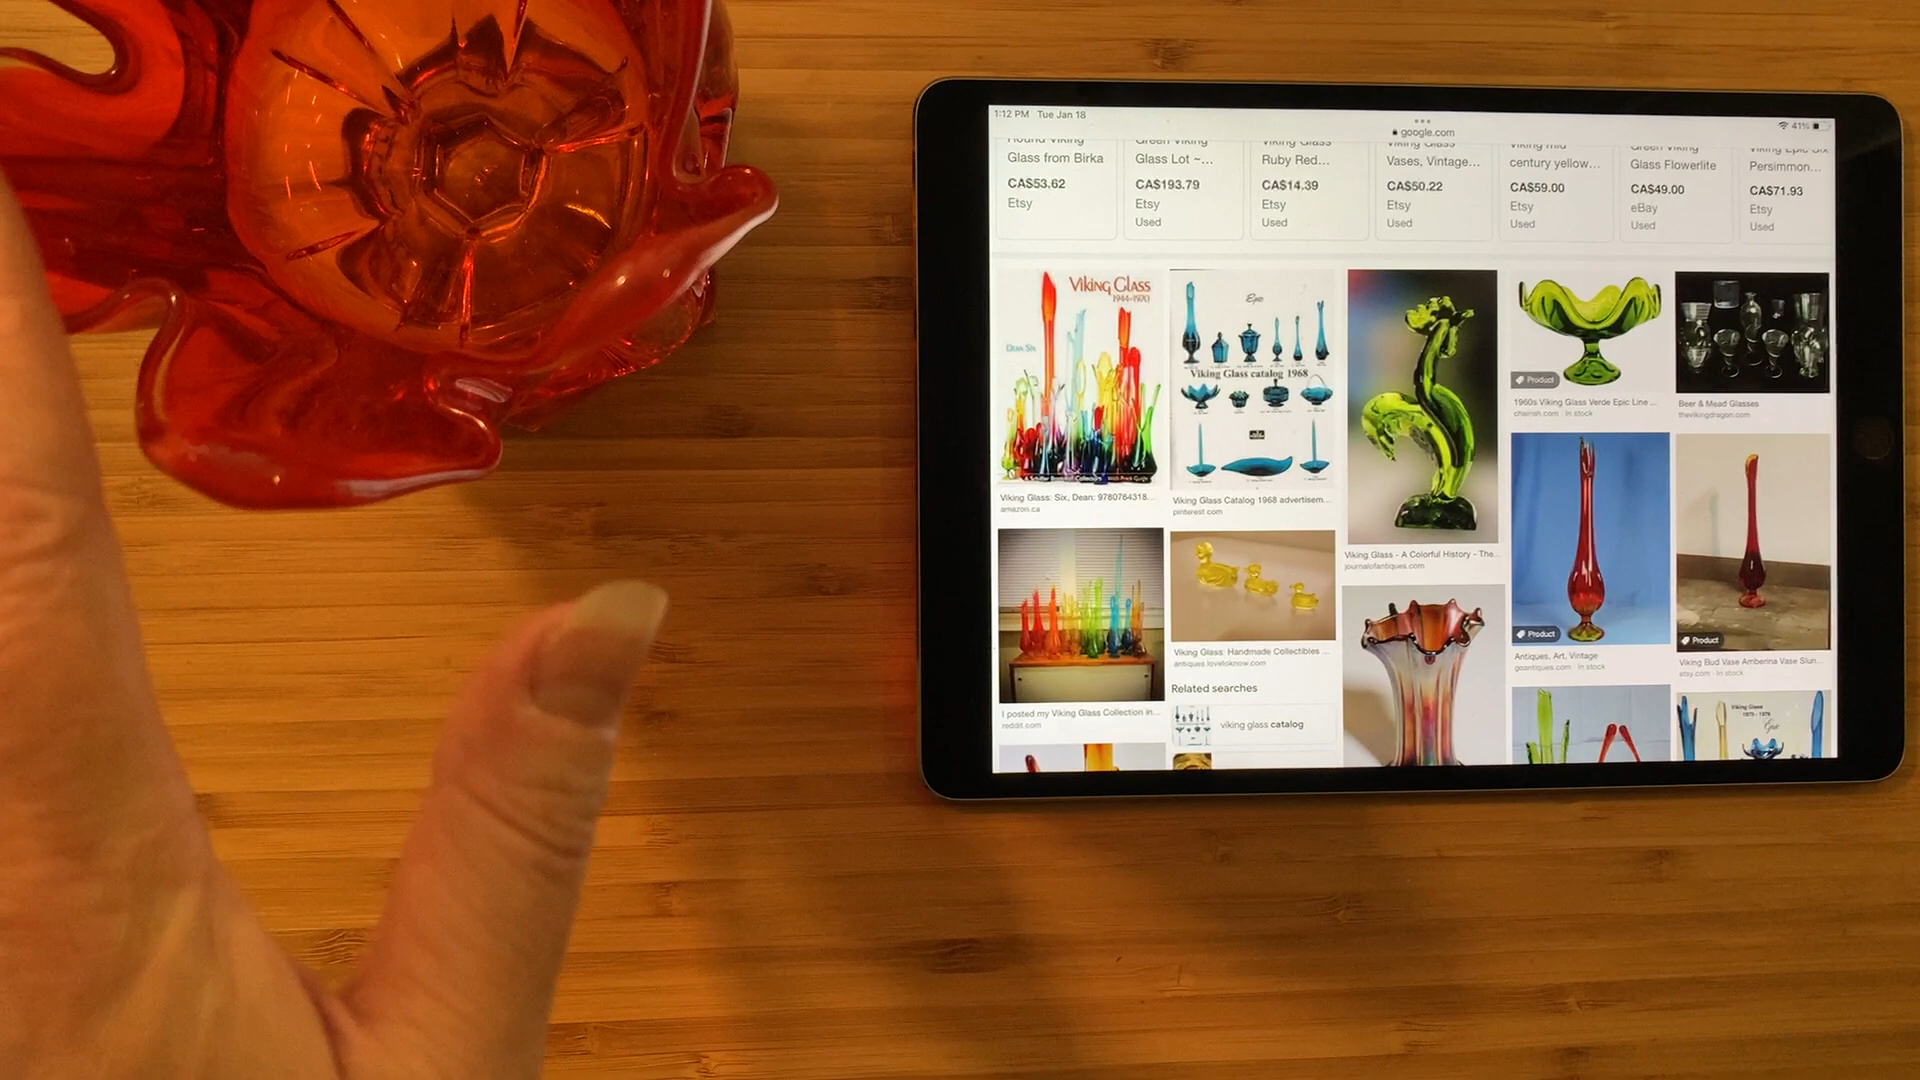 1:12 PM Tue Jan 18
google.com
41%
Glass from Birka
CA$53.62
Etsy
Glass Lot ~...
CA$193.79
Etsy
Used
Ruby Red...
CA$14.39
Etsy
Used
Vases, Vintage...
CA$50.22
Etsy
Used
century yellow...
CA$59.00
Etsy
Used
Glass Flowerlite
CA$49.00
eBay
Used
Persimmon...
CA$71.93
Etsy
Used
VIKING GLASS
1944-1970
DEAN SIX
Viking Glass: Six, Dean: 9780764318...
amazon.ca
Epic
Viking Glass catalog 1968
Viking Glass Catalog 1968 advertisem...
pinterest.com
Viking Glass - A Colorful History - The...
journalofantiques.com
Product
1960s Viking Glass Verde Epic Line ...
chairish.com · In stock
Beer & Mead Glasses
thevikingdragon.com
I posted my Viking Glass Collection in...
reddit.com
Viking Glass: Handmade Collectibles ...
antiques.lovetoknow.com
Related searches
viking glass catalog
Product
Antiques, Art, Vintage
goantiques.com · In stock
Product
Viking Bud Vase Amberina Vase Slun...
etsy.com · In stock
Viking Glass
Epic